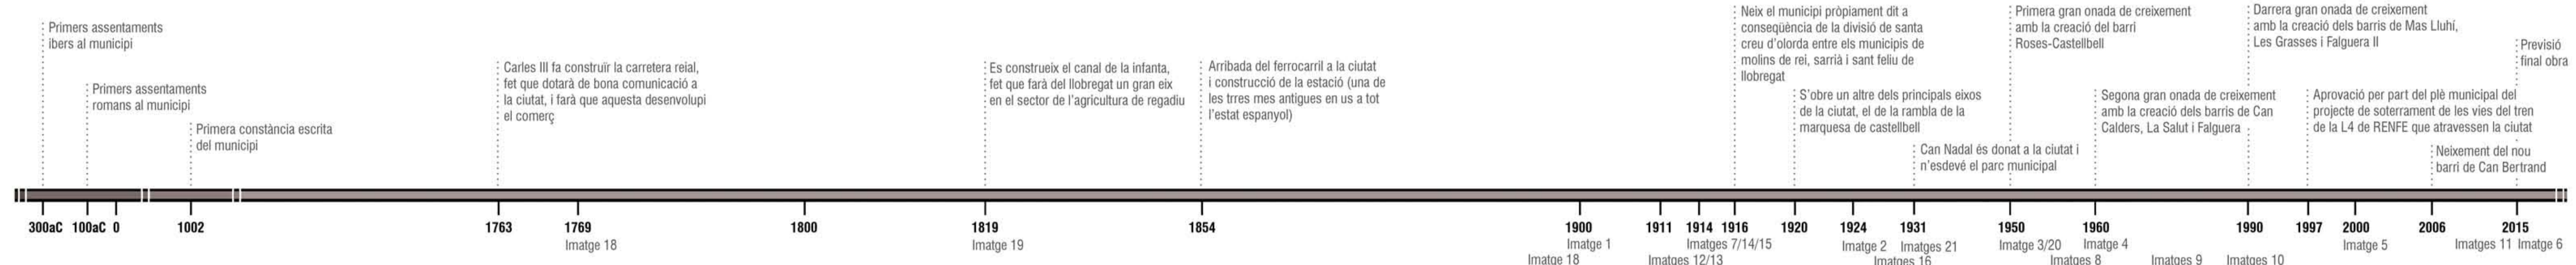 Primers assentaments
ibers al municipi
Primers assentaments
romans al municipi
Primera constància escrita
del municipi
Carles III fa construïr la carretera reial,
fet que dotarà de bona comunicació a
la ciutat, i farà que aquesta desenvolupi
el comerç
Es construeix el canal de la infanta,
fet que farà del llobregat un gran eix
en el sector de l'agricultura de regadiu
Arribada del ferrocarril a la ciutat
i construcció de la estació (una de
les trres mes antigues en us a tot
l'estat espanyol)
Neix el municipi pròpiament dit a
conseqüència de la divisió de santa
creu d'olorda entre els municipis de
molins de rei, sarrià i sant feliu de
llobregat
S'obre un altre dels principals eixos
de la ciutat, el de la rambla de la
marquesa de castellbell
Can Nadal és donat a la ciutat i
n'esdevé el parc municipal
Primera gran onada de creixement
amb la creació del barri
Roses-Castellbell
Segona gran onada de creixement
amb la creació dels barris de Can
Calders, La Salut i Falguera
Darrera gran onada de creixement
amb la creació dels barris de Mas Lluhí,
Les Grasses i Falguera II
Aprovació per part del plè municipal del
projecte de soterrament de les vies del tren
de la L4 de RENFE que atravessen la ciutat
Neixement del nou
barri de Can Bertrand
Previsió
final obra
300aC 100aC 0 1002 1763 1769 1800 1819 1854 1900 1911 1914 1916 1920 1924 1931 1950 1960 1990 1997 2000 2006 2015
Imatge 18 Imatge 19 Imatge 1 Imatges 7/14/15 Imatge 2 Imatges 21 Imatge 3/20 Imatge 4 Imatge 5 Imatges 11 Imatge 6
Imatge 18 Imatges 12/13 Imatges 16 Imatges 8 Imatges 9 Imatges 10